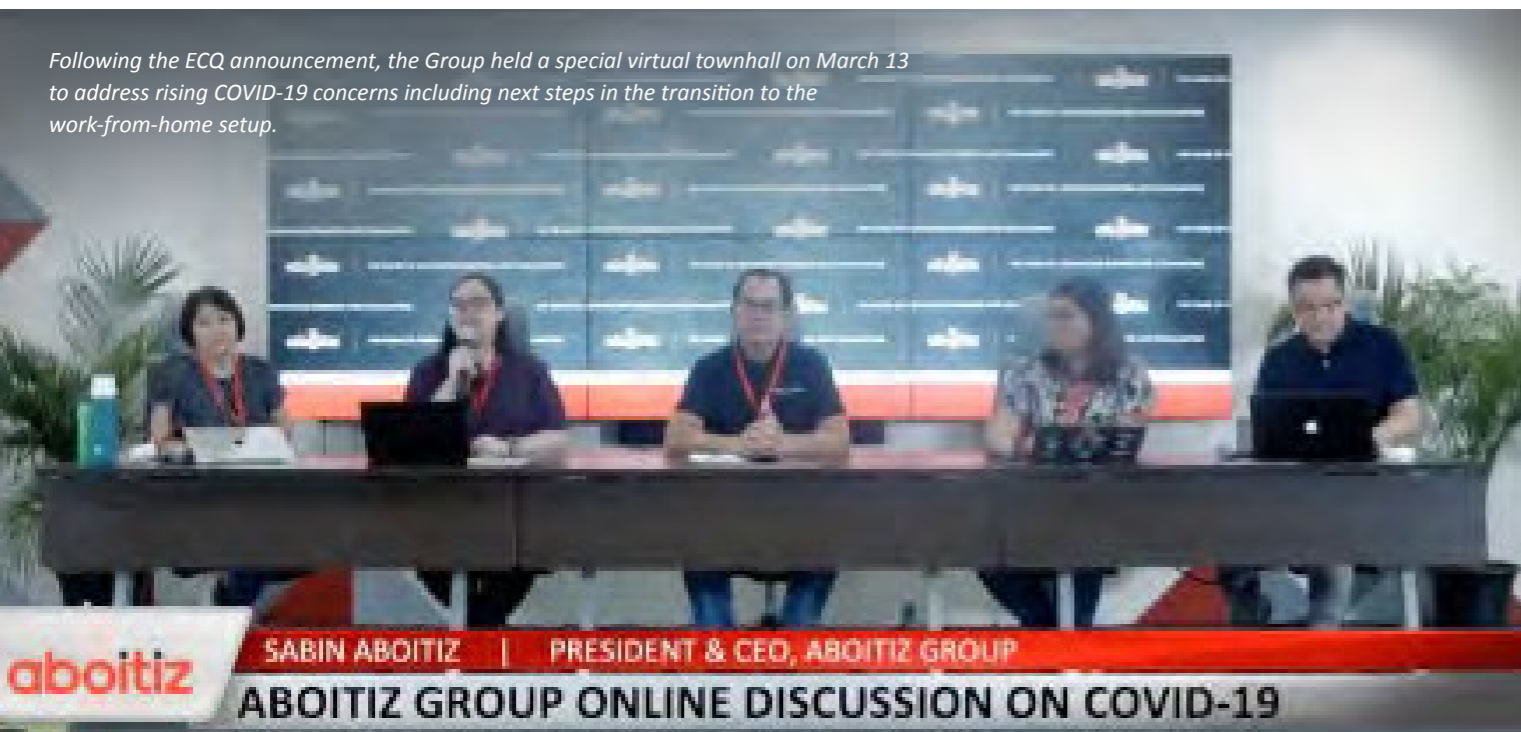 Following the ECQ announcement, the Group held a special virtual townhall on March 13
to address rising COVID-19 concerns including next steps in the transition to the
work-from-home setup.
SABIN ABOITIZ | PRESIDENT & CEO, ABOITIZ GROUP
aboitiz
ABOITIZ GROUP ONLINE DISCUSSION ON COVID-19